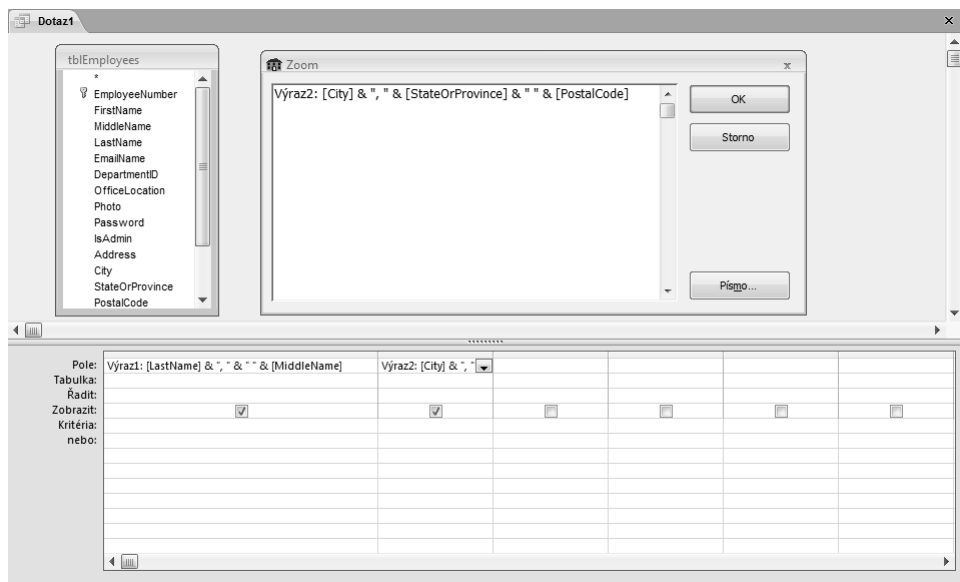 Dotaz1
tblEmployees
*
EmployeeNumber
FirstName
MiddleName
LastName
EmailName
DepartmentID
OfficeLocation
Photo
Password
IsAdmin
Address
City
StateOrProvince
PostalCode
Zoom
Výraz2: [City] & ", " & [StateOrProvince] & " " & [PostalCode]
OK
Storno
Písmo...
Pole: Výraz1: [LastName] & ", " & " " & [MiddleName] Výraz2: [City] & ", "
Tabulka:
Řadit:
Zobrazit:
Kritéria:
nebo: